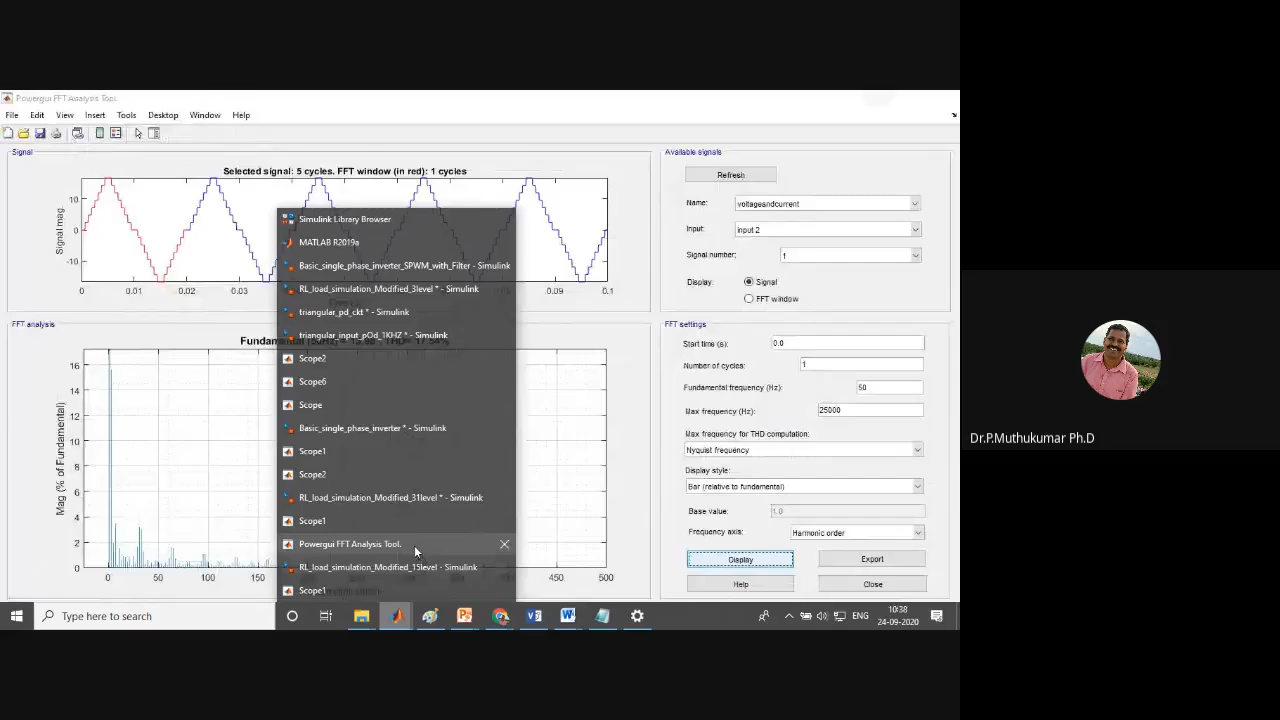 Powergui FFT Analysis Tool.
File Edit View Insert Tools Desktop Window Help
Signal
Selected signal: 5 cycles. FFT window (in red): 1 cycles
Signal mag.
10
0
-10
0 0.01 0.02 0.03 0.09 0.1
FFT analysis
Mag (% of Fundamental)
16
14
12
10
8
6
4
2
0
0 50 100 150 450 500
Simulink Library Browser
MATLAB R2019a
Basic_single_phase_inverter_SPWM_with_Filter - Simulink
RL_load_simulation_Modified_3level * - Simulink
triangular_pd_ckt * - Simulink
triangular_input_pOd_1KHZ * - Simulink
Scope2
Scope6
Scope
Basic_single_phase_inverter * - Simulink
Scope1
Scope2
RL_load_simulation_Modified_31level * - Simulink
Scope1
Powergui FFT Analysis Tool.
RL_load_simulation_Modified_15level - Simulink
Scope1
Available signals
Refresh
Name: voltageandcurrent
Input: input 2
Signal number: 1
Display: Signal
FFT window
FFT settings
Start time (s): 0.0
Number of cycles: 1
Fundamental frequency (Hz): 50
Max frequency (Hz): 25000
Max frequency for THD computation:
Nyquist frequency
Display style:
Bar (relative to fundamental)
Base value: 1.0
Frequency axis: Harmonic order
Display Export
Help Close
Type here to search
ENG
10:38
24-09-2020
Dr.P.Muthukumar Ph.D